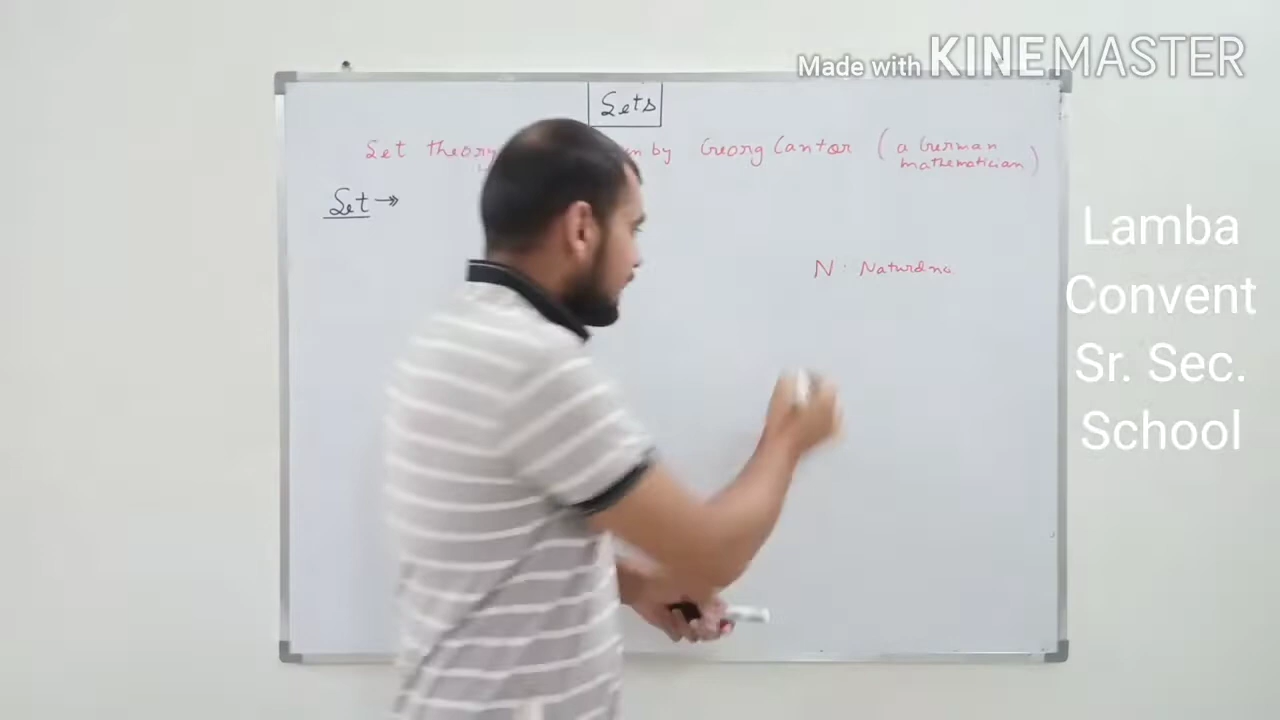 Made with KINEMASTER
Sets
Set theory by Georg Cantor ( a German
mathematician )
Set →
N : Natural no
Lamba
Convent
Sr. Sec.
School